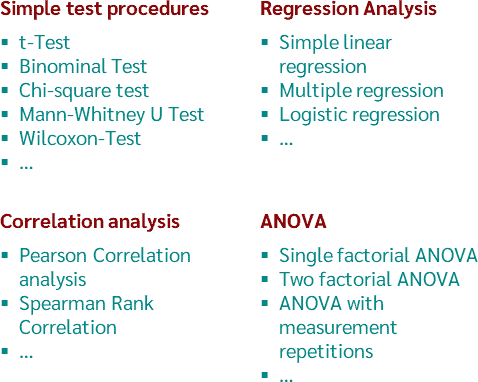 Simple test procedures
▪ t-Test
▪ Binominal Test
▪ Chi-square test
▪ Mann-Whitney U Test
▪ Wilcoxon-Test
▪ ...
Regression Analysis
▪ Simple linear
regression
▪ Multiple regression
▪ Logistic regression
▪ ...
Correlation analysis
▪ Pearson Correlation
analysis
▪ Spearman Rank
Correlation
▪ ...
ANOVA
▪ Single factorial ANOVA
▪ Two factorial ANOVA
▪ ANOVA with
measurement
repetitions
▪ ...